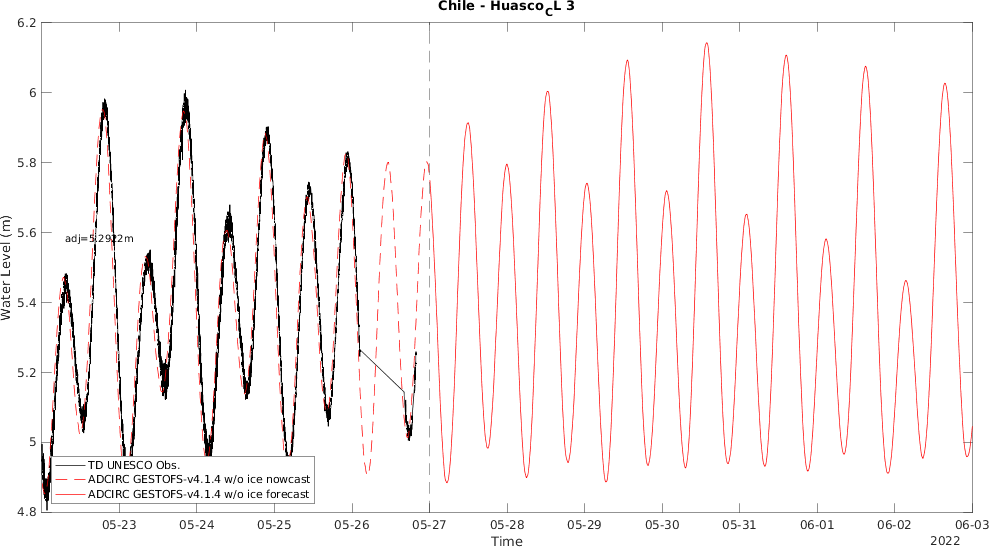 Chile - Huasco_CL 3
6.2
6
5.8
5.6
5.4
5.2
5
4.8
Water Level (m)
adj=5.2922m
TD UNESCO Obs.
ADCIRC GESTOFS-v4.1.4 w/o ice nowcast
ADCIRC GESTOFS-v4.1.4 w/o ice forecast
05-23 05-24 05-25 05-26 05-27 05-28 05-29 05-30 05-31 06-01 06-02 06-03
Time
2022